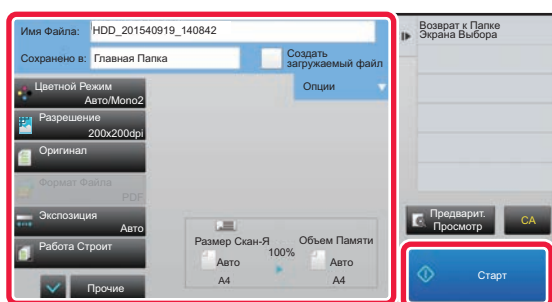 Имя Файла: HDD_201540919_140842
Сохранено в: Главная Папка
Создать
загружаемый файл
Опции
Цветной Режим
Авто/Mono2
Разрешение
200x200dpi
Оригинал
Формат Файла
PDF
Экспозиция
Авто
Работа Строит
Прочие
Размер Скан-Я
100%
Объем Памяти
Авто
Авто
A4
A4
Возврат к Папке
Экрана Выбора
Предварит.
Просмотр
CA
Старт